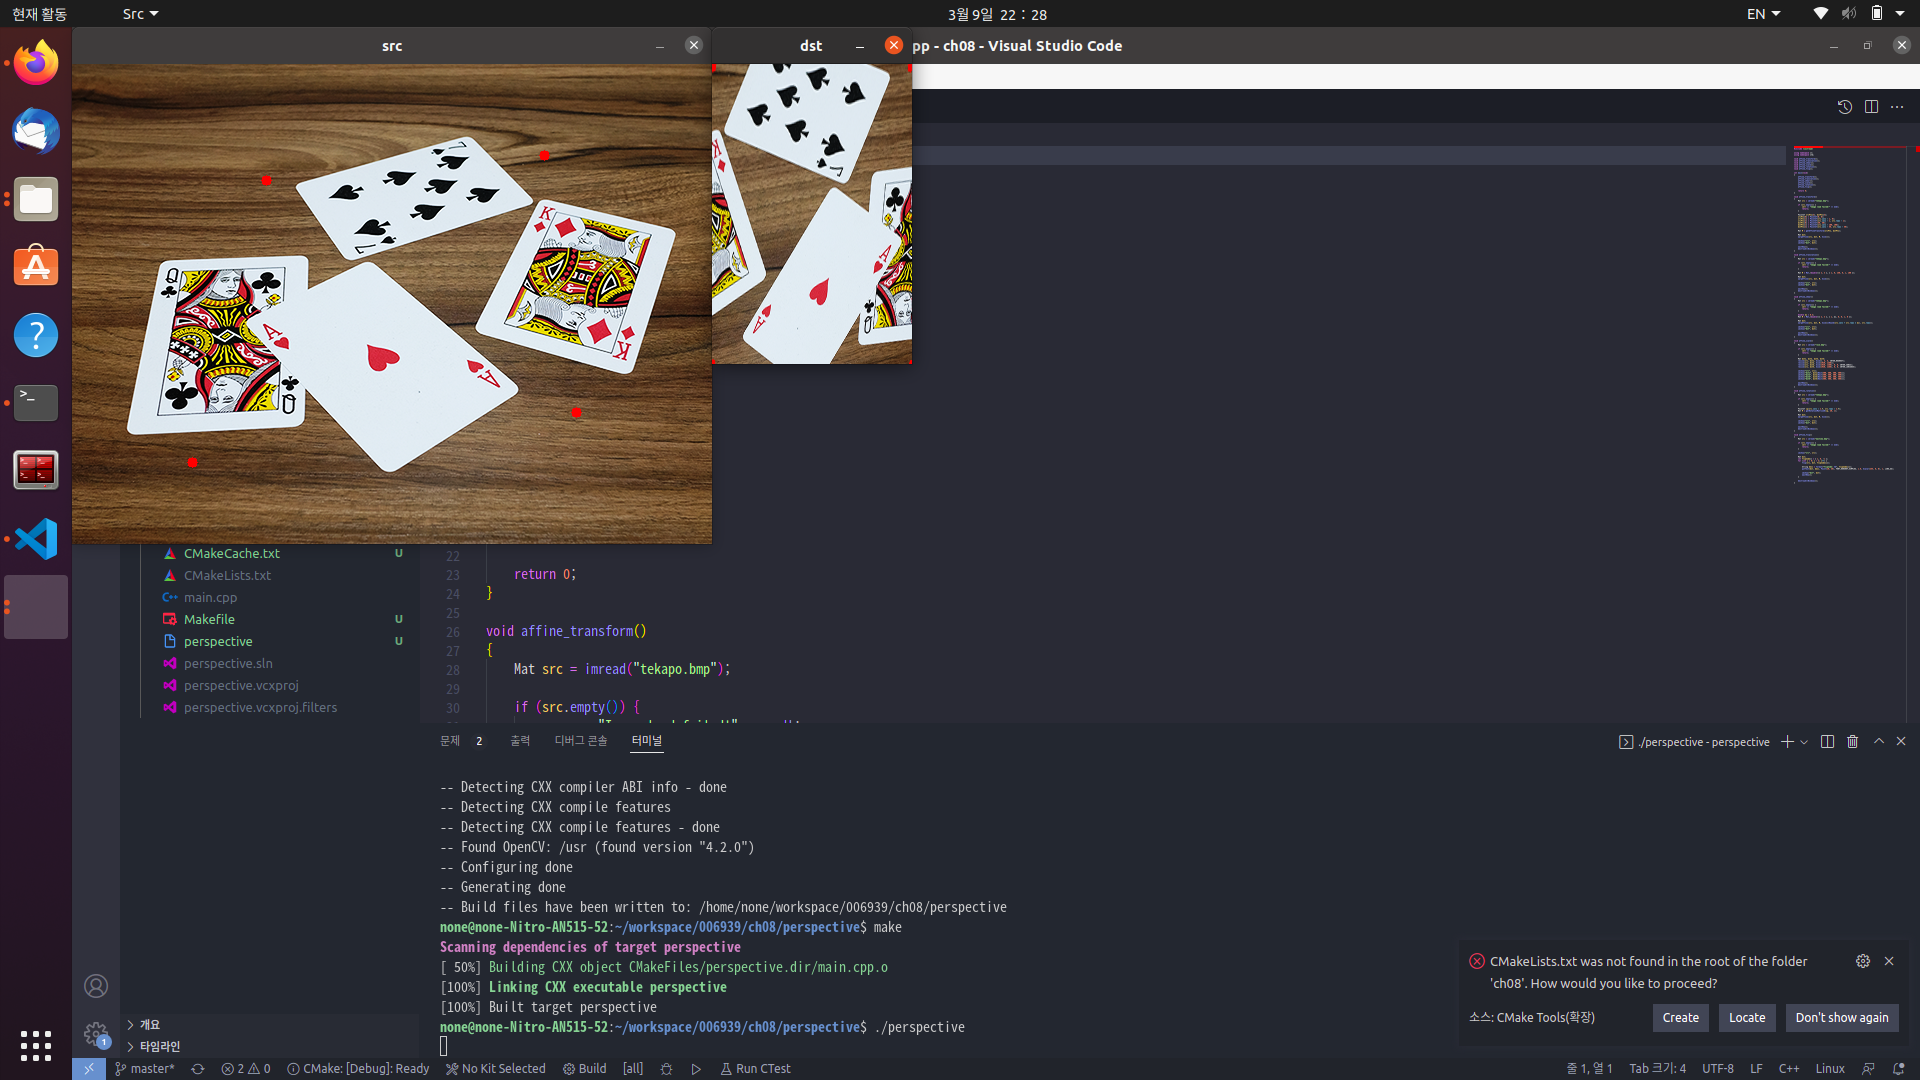 현재 활동
Src
3월 9일 22 : 28
EN
src
dst
pp - ch08 - Visual Studio Code
7
7
K
K
Q
Q
A
A
K
A
Q
CMakeCache.txt U
CMakeLists.txt
main.cpp
Makefile U
perspective U
perspective.sln
perspective.vcxproj
perspective.vcxproj.filters
22
23 return 0;
24 }
25
26 void affine_transform()
27 {
28 Mat src = imread("tekapo.bmp");
29
30 if (src.empty()) {
문제 2 출력 디버그 콘솔 터미널
./perspective - perspective
-- Detecting CXX compiler ABI info - done
-- Detecting CXX compile features
-- Detecting CXX compile features - done
-- Found OpenCV: /usr (found version "4.2.0")
-- Configuring done
-- Generating done
-- Build files have been written to: /home/none/workspace/006939/ch08/perspective
none@none-Nitro-AN515-52:~/workspace/006939/ch08/perspective$ make
Scanning dependencies of target perspective
[ 50%] Building CXX object CMakeFiles/perspective.dir/main.cpp.o
[100%] Linking CXX executable perspective
[100%] Built target perspective
none@none-Nitro-AN515-52:~/workspace/006939/ch08/perspective$ ./perspective
CMakeLists.txt was not found in the root of the folder
'ch08'. How would you like to proceed?
소스: CMake Tools(확장)
Create
Locate
Don't show again
개요
타임라인
1
master* 2 0 CMake: [Debug]: Ready No Kit Selected Build [all] Run CTest
줄 1, 열 1 Tab 크기: 4 UTF-8 LF C++ Linux